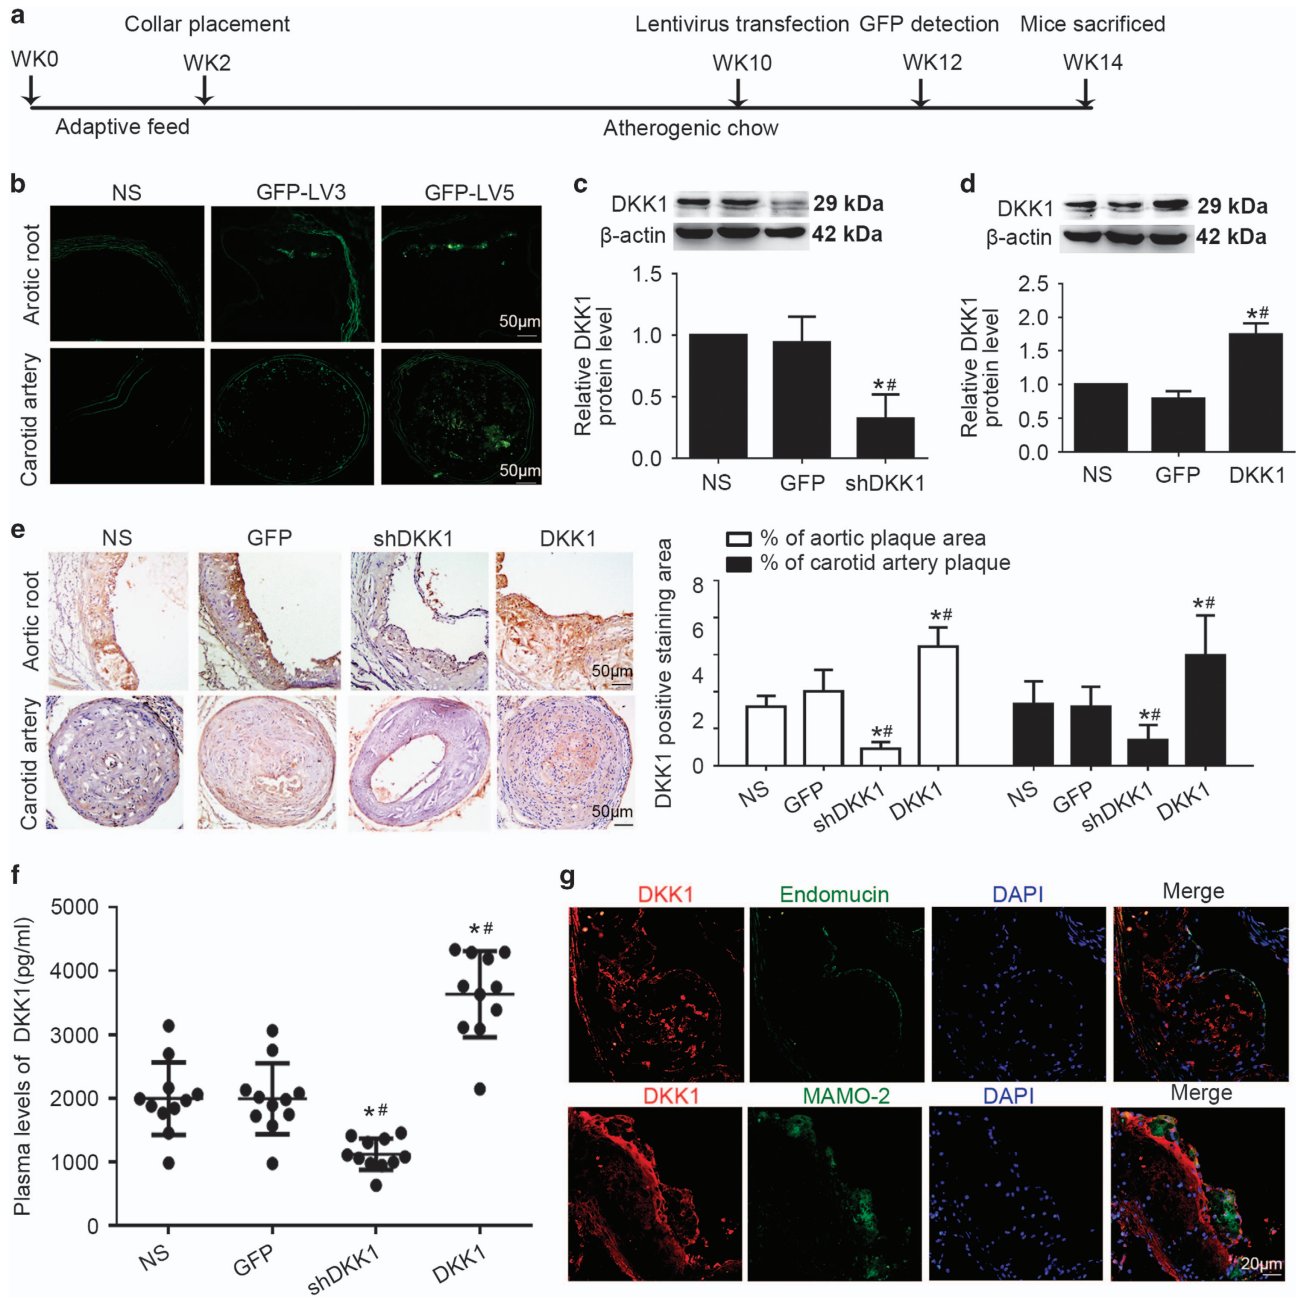 a
Collar placement
Lentivirus transfection GFP detection Mice sacrificed
WK0 WK2 WK10 WK12 WK14
Adaptive feed
Atherogenic chow
b
NS GFP-LV3 GFP-LV5
Arotic root
50μm
Carotid artery
50μm
c
DKK1 29 kDa
β-actin 42 kDa
Relative DKK1
protein level
1.5
1.0
0.5
0.0
*#
NS GFP shDKK1
d
DKK1 29 kDa
β-actin 42 kDa
Relative DKK1
protein level
2.5
2.0
1.5
1.0
0.5
0.0
*#
NS GFP DKK1
e
NS GFP shDKK1 DKK1
Aortic root
50μm
Carotid artery
50μm
% of aortic plaque area
% of carotid artery plaque
DKK1 positive staining area
8
6
4
2
0
*# *# *# *#
NS GFP shDKK1 DKK1 NS GFP shDKK1 DKK1
f
Plasma levels of DKK1(pg/ml)
5000
4000
3000
2000
1000
0
*# *#
NS GFP shDKK1 DKK1
g
DKK1 Endomucin DAPI Merge
DKK1 MAMO-2 DAPI Merge
20μm